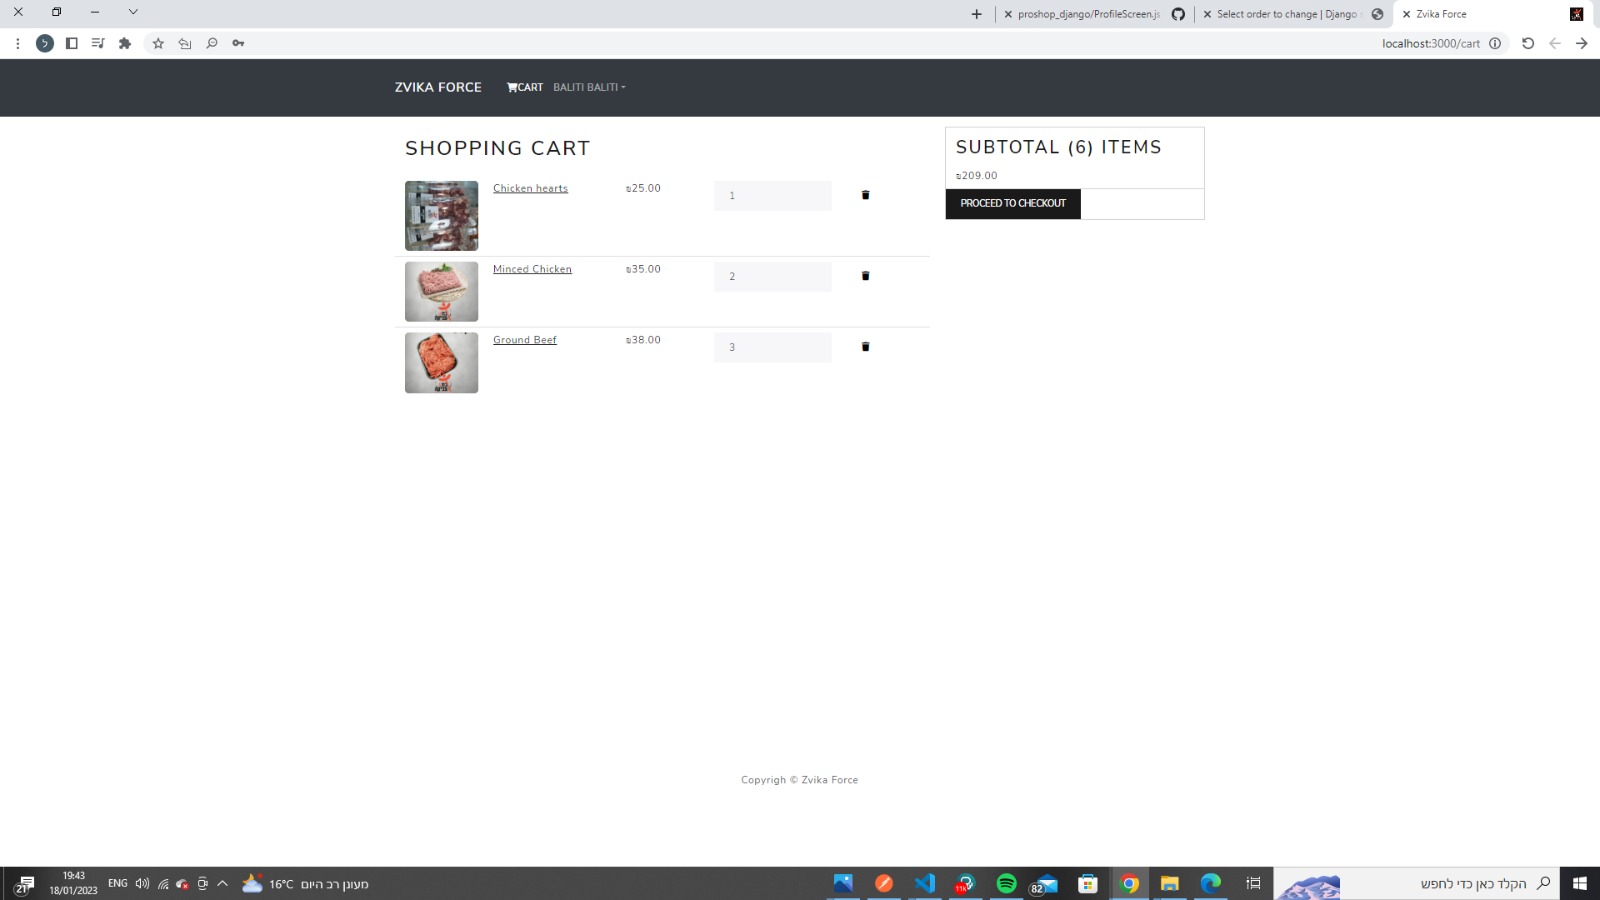 proshop_django/ProfileScreen.js
Select order to change | Django s
Zvika Force
localhost:3000/cart
ZVIKA FORCE
CART
BALITI BALITI
SHOPPING CART
SUBTOTAL (6) ITEMS
₪209.00
PROCEED TO CHECKOUT
Chicken hearts
₪25.00
1
Minced Chicken
₪35.00
2
Ground Beef
₪38.00
3
Copyrigh © Zvika Force
21
19:43
18/01/2023
ENG
16°C מעונן רב היום
11k
82
הקלד כאן כדי לחפש